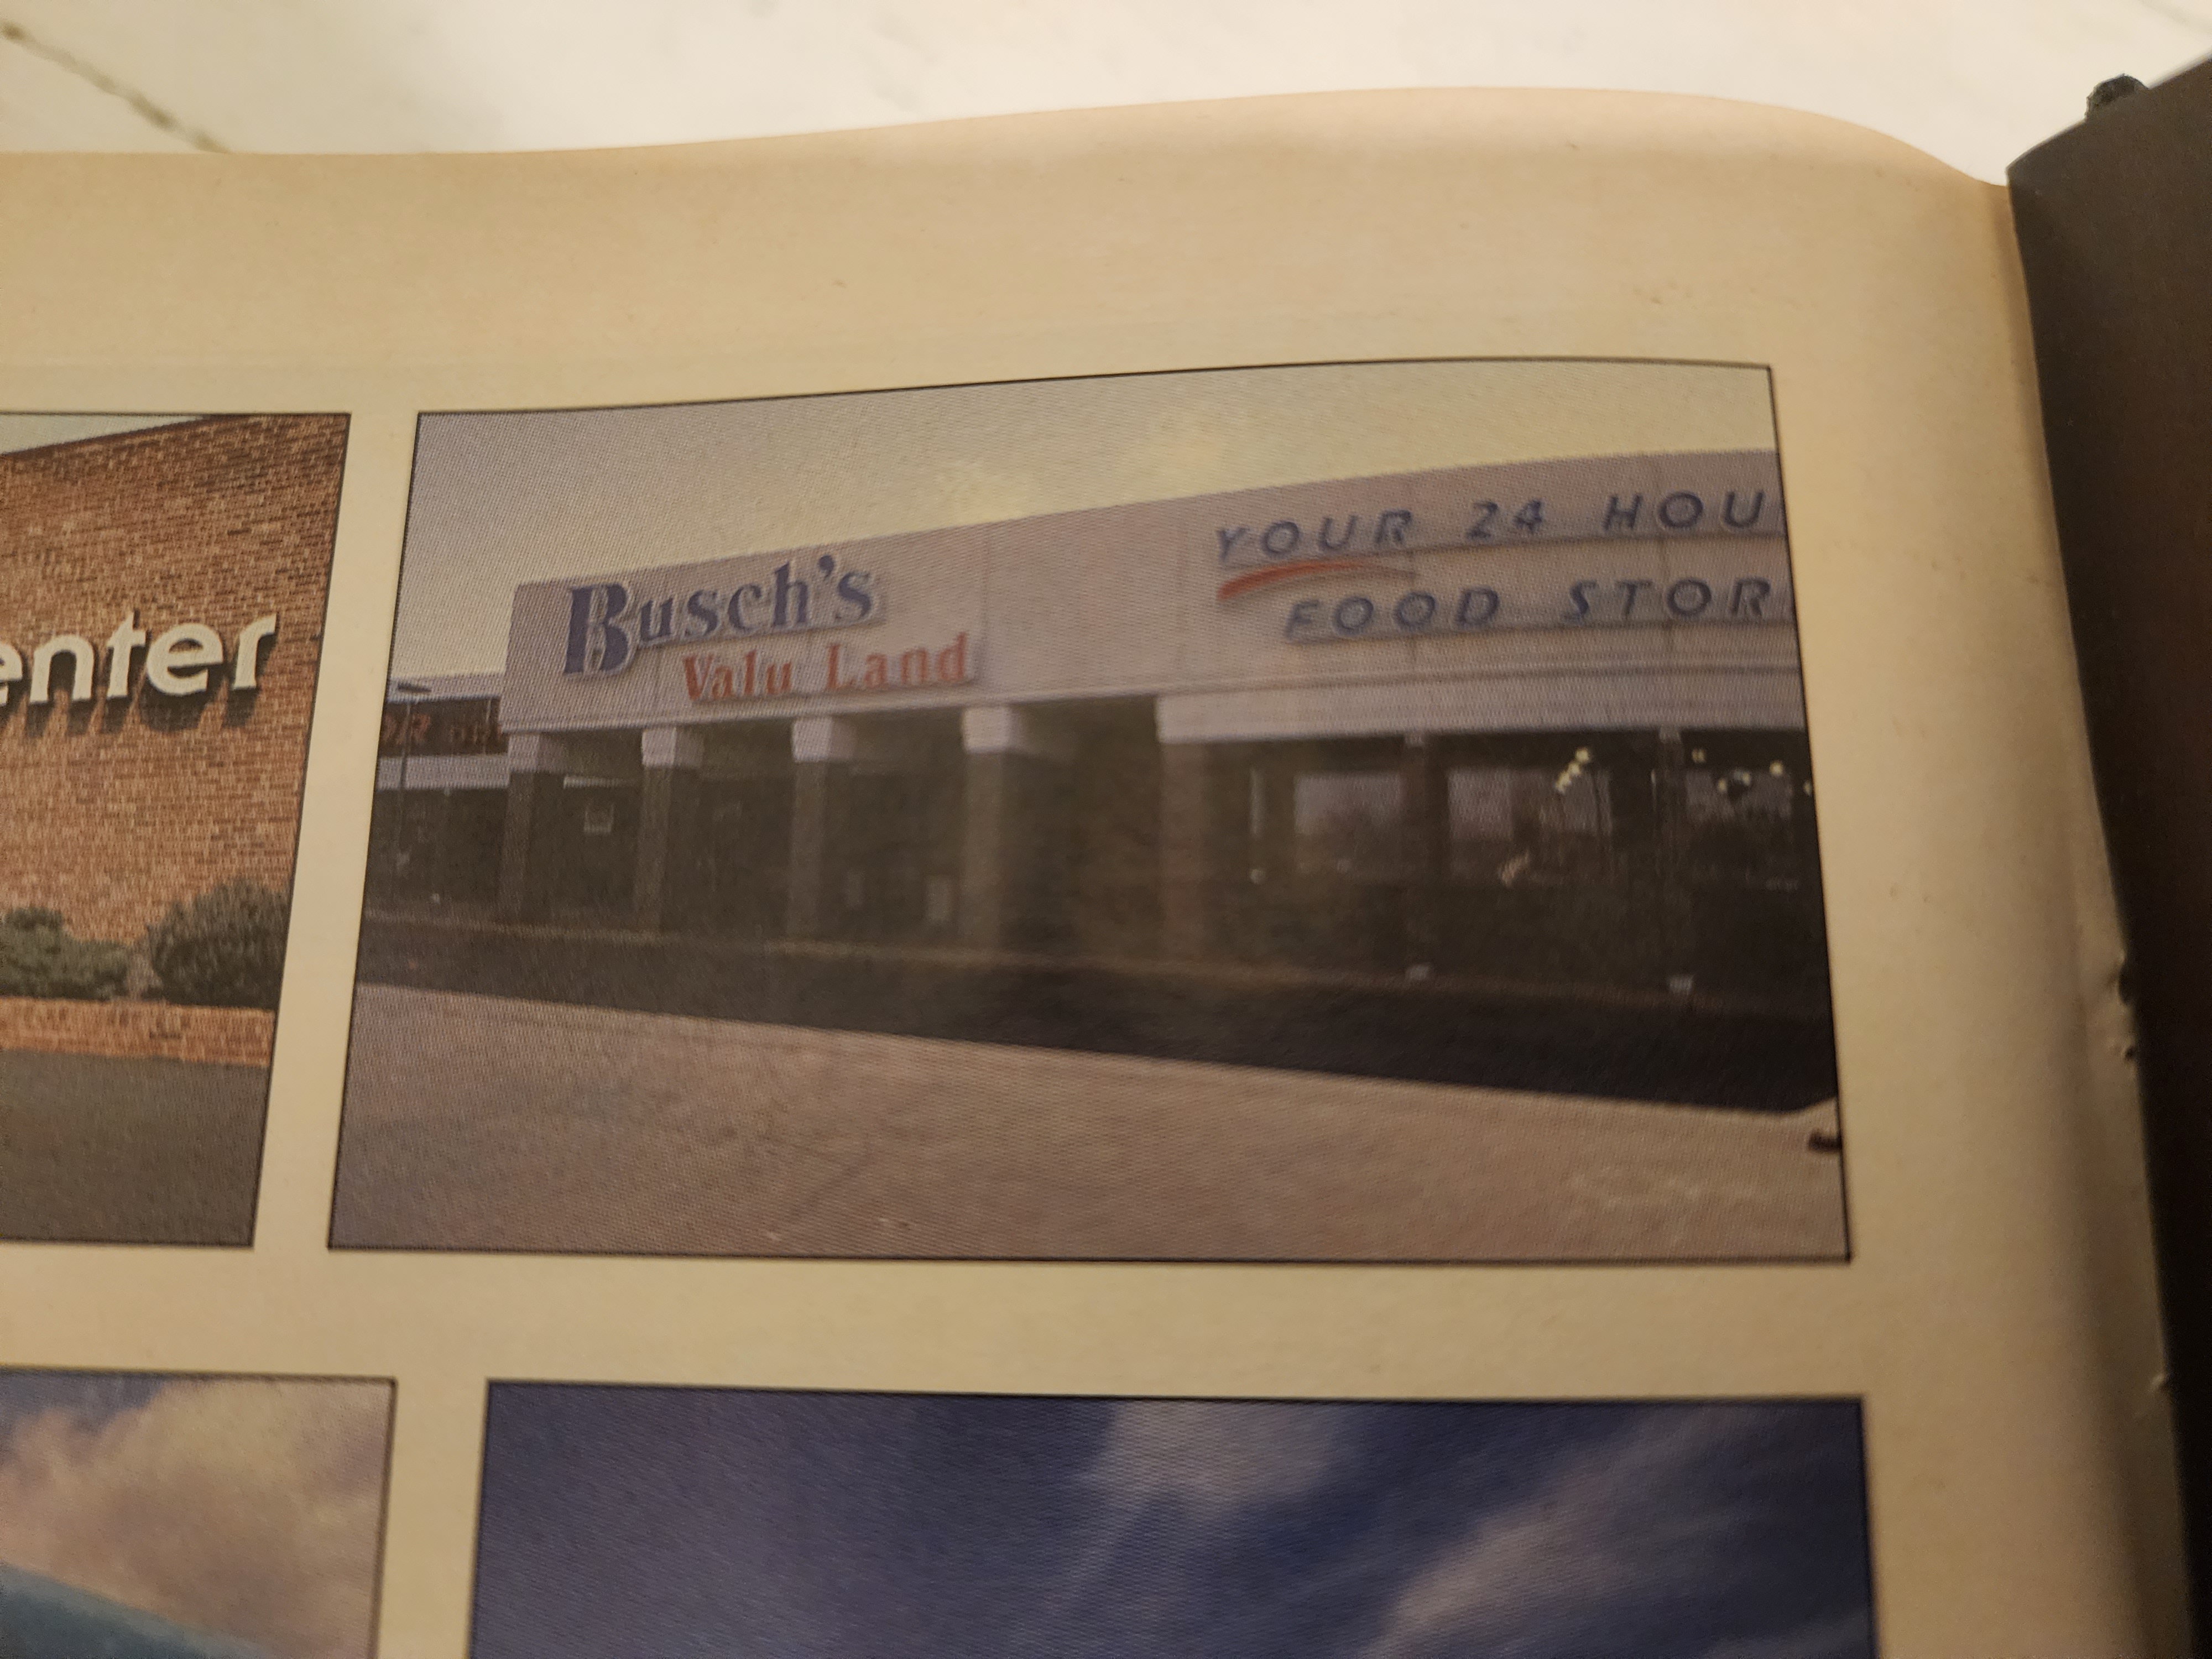 enter
Busch's
Valu Land
YOUR 24 HOU
FOOD STOR